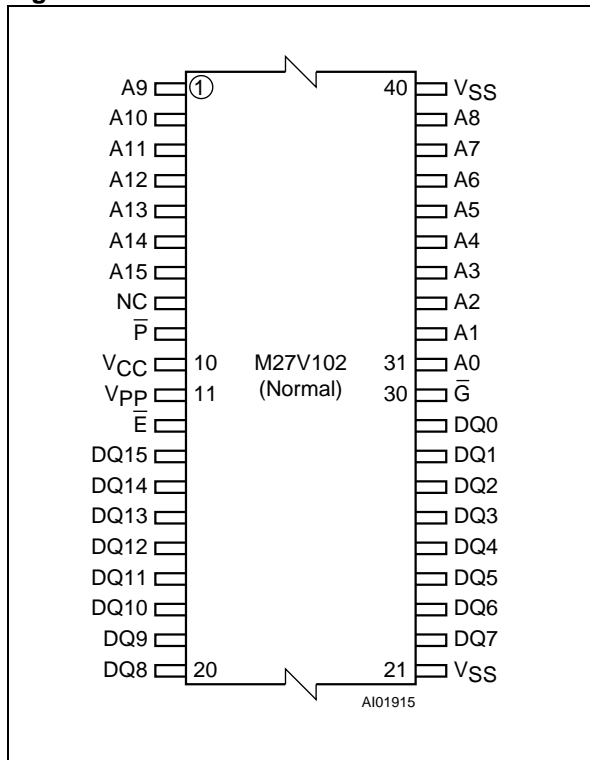 A9 ① 40 VSS
A10 A8
A11 A7
A12 A6
A13 A5
A14 A4
A15 A3
NC A2
P̅ A1
VCC 10 M27V102 31 A0
VPP 11 (Normal) 30 G̅
E̅ DQ0
DQ15 DQ1
DQ14 DQ2
DQ13 DQ3
DQ12 DQ4
DQ11 DQ5
DQ10 DQ6
DQ9 DQ7
DQ8 20 21 VSS
AI01915